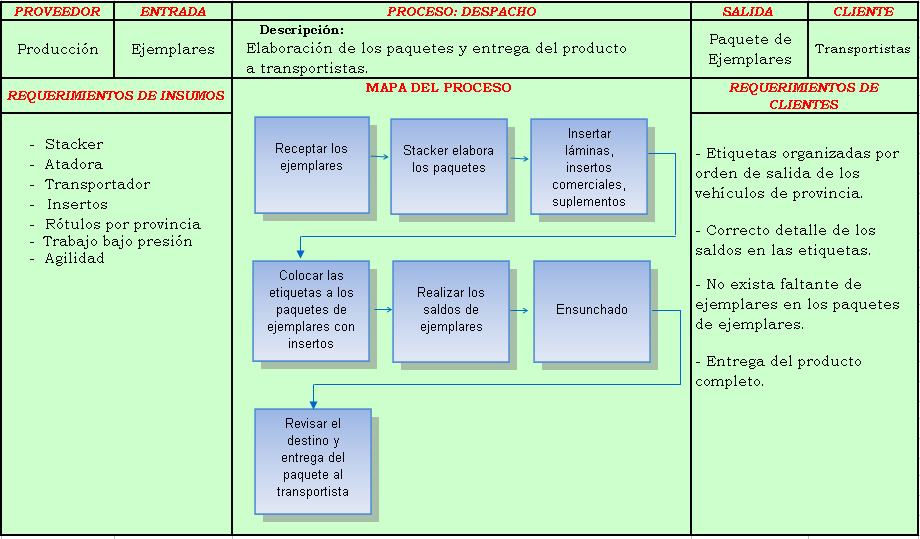 PROVEEDOR
ENTRADA
PROCESO: DESPACHO
SALIDA
CLIENTE
Producción
Ejemplares
Descripción:
Elaboración de los paquetes y entrega del producto
a transportistas.
Paquete de
Ejemplares
Transportistas
REQUERIMIENTOS DE INSUMOS
MAPA DEL PROCESO
REQUERIMIENTOS DE
CLIENTES
- Stacker
- Atadora
- Transportador
- Insertos
- Rótulos por provincia
- Trabajo bajo presión
- Agilidad
Receptar los
ejemplares
Stacker elabora
los paquetes
Insertar
láminas,
insertos
comerciales,
suplementos
Colocar las
etiquetas a los
paquetes de
ejemplares con
insertos
Realizar los
saldos de
ejemplares
Ensunchado
Revisar el
destino y
entrega del
paquete al
transportista
- Etiquetas organizadas por
orden de salida de los
vehículos de provincia.
- Correcto detalle de los
saldos en las etiquetas.
- No exista faltante de
ejemplares en los paquetes
de ejemplares.
- Entrega del producto
completo.